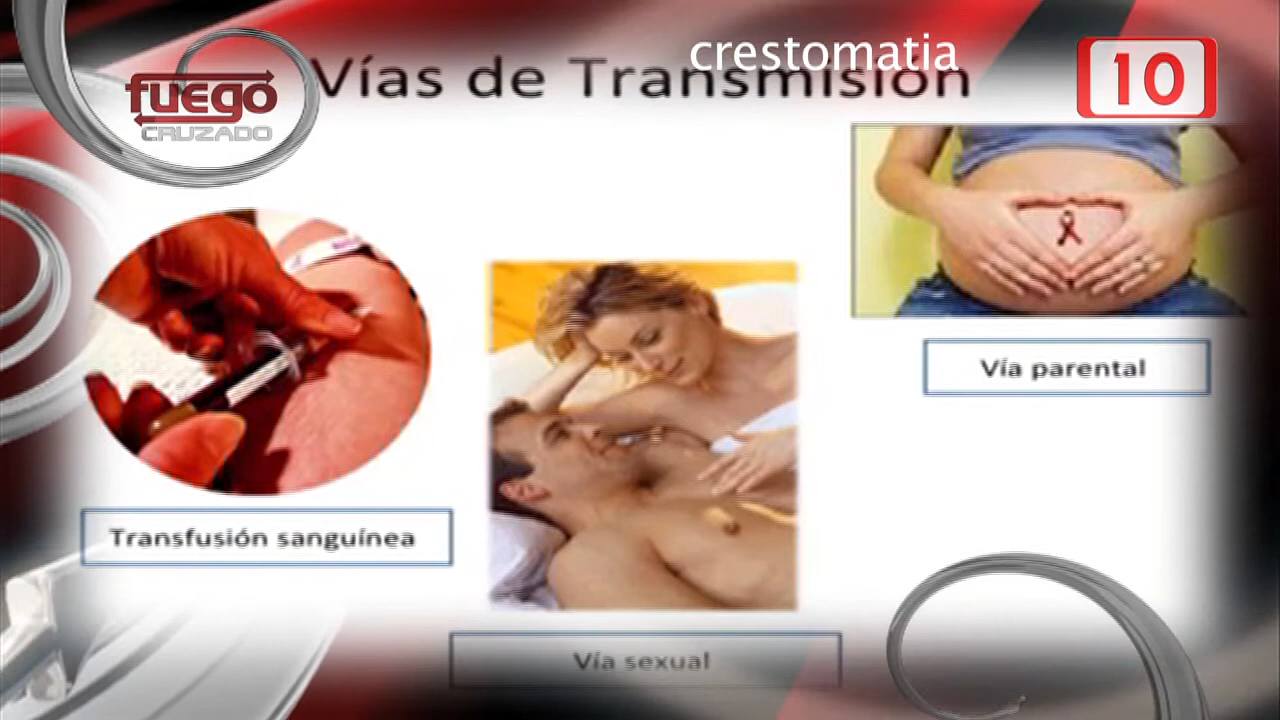 crestomatia
10
Vías de Transmisión
fuego
CRUZADO
Vía parental
Transfusión sanguínea
Vía sexual